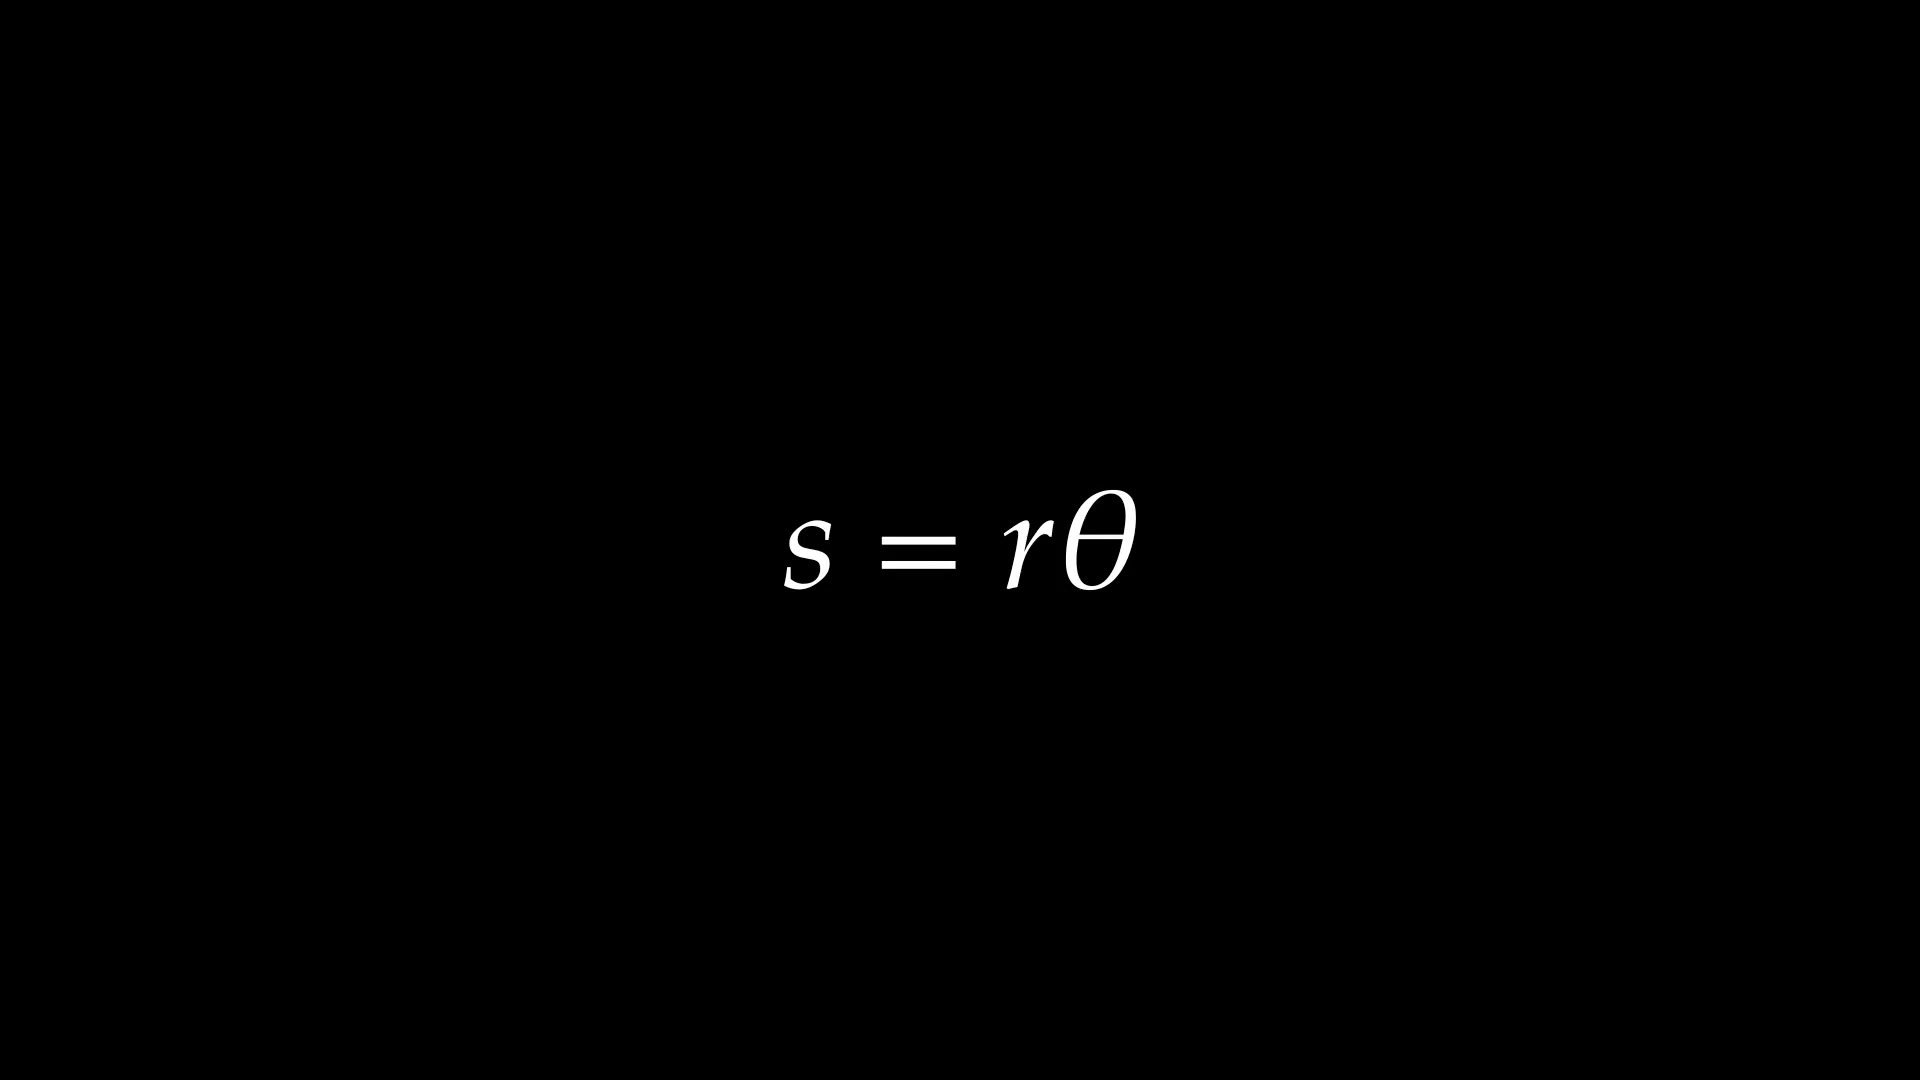 s = rθ